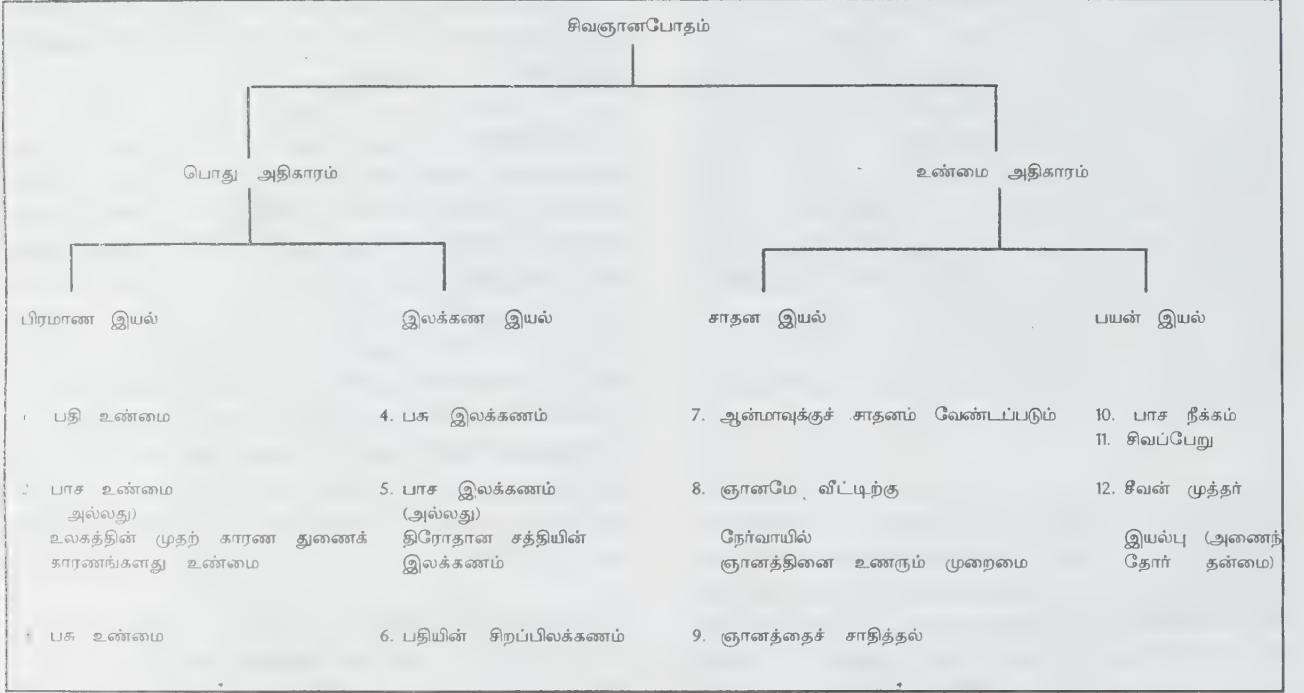 சிவஞானபோதம்
பொது அதிகாரம்
உண்மை அதிகாரம்
பிரமாண இயல்
இலக்கண இயல்
சாதன இயல்
பயன் இயல்
பதி உண்மை
பாச உண்மை
அல்லது)
உலகத்தின் முதற் காரண துணைக்
காரணங்களது உண்மை
பசு உண்மை
4. பசு இலக்கணம்
5. பாச இலக்கணம்
(அல்லது)
திரோதான சத்தியின்
இலக்கணம்
6. பதியின் சிறப்பிலக்கணம்
7. ஆன்மாவுக்குச் சாதனம் வேண்டப்படும்
8. ஞானமே வீட்டிற்கு
நேர்வாயில்
ஞானத்தினை உணரும் முறைமை
9. ஞானத்தைச் சாதித்தல்
10. பாச நீக்கம்
11. சிவப்பேறு
12. சீவன் முத்தர்
இயல்பு (அணைந்
தோர் தன்மை)